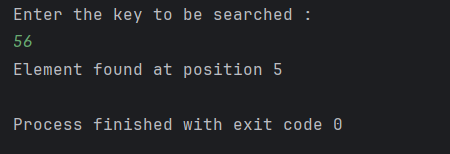 Enter the key to be searched :
56
Element found at position 5
Process finished with exit code 0